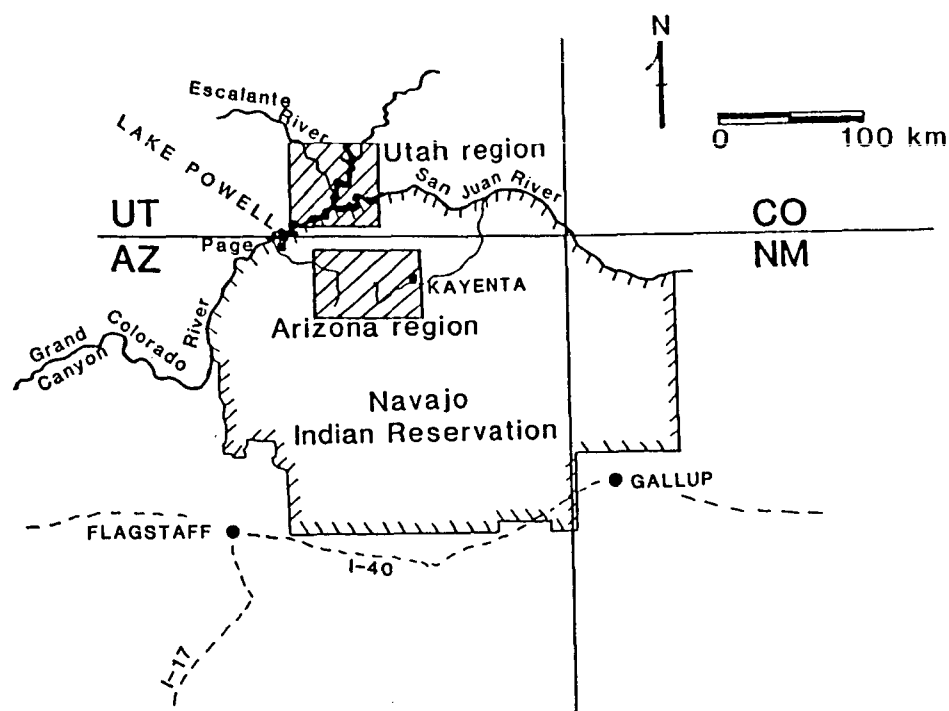 N
0 100 km
Escalante
River
LAKE POWELL
Utah region
San Juan River
UT
CO
Page
AZ
NM
KAYENTA
Arizona region
Grand
Canyon
Colorado
River
Navajo
Indian Reservation
GALLUP
FLAGSTAFF
I-40
I-17